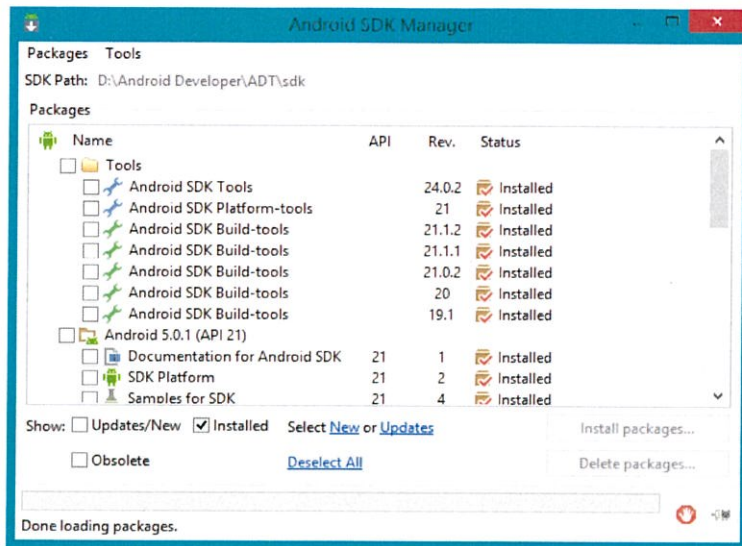 Android SDK Manager
Packages Tools
SDK Path: D:\Android Developer\ADT\sdk
Packages
Name API Rev. Status
Tools
Android SDK Tools 24.0.2 Installed
Android SDK Platform-tools 21 Installed
Android SDK Build-tools 21.1.2 Installed
Android SDK Build-tools 21.1.1 Installed
Android SDK Build-tools 21.0.2 Installed
Android SDK Build-tools 20 Installed
Android SDK Build-tools 19.1 Installed
Android 5.0.1 (API 21)
Documentation for Android SDK 21 1 Installed
SDK Platform 21 2 Installed
Samples for SDK 21 4 Installed
Show: Updates/New Installed Select New or Updates Install packages...
Obsolete Deselect All Delete packages...
Done loading packages.